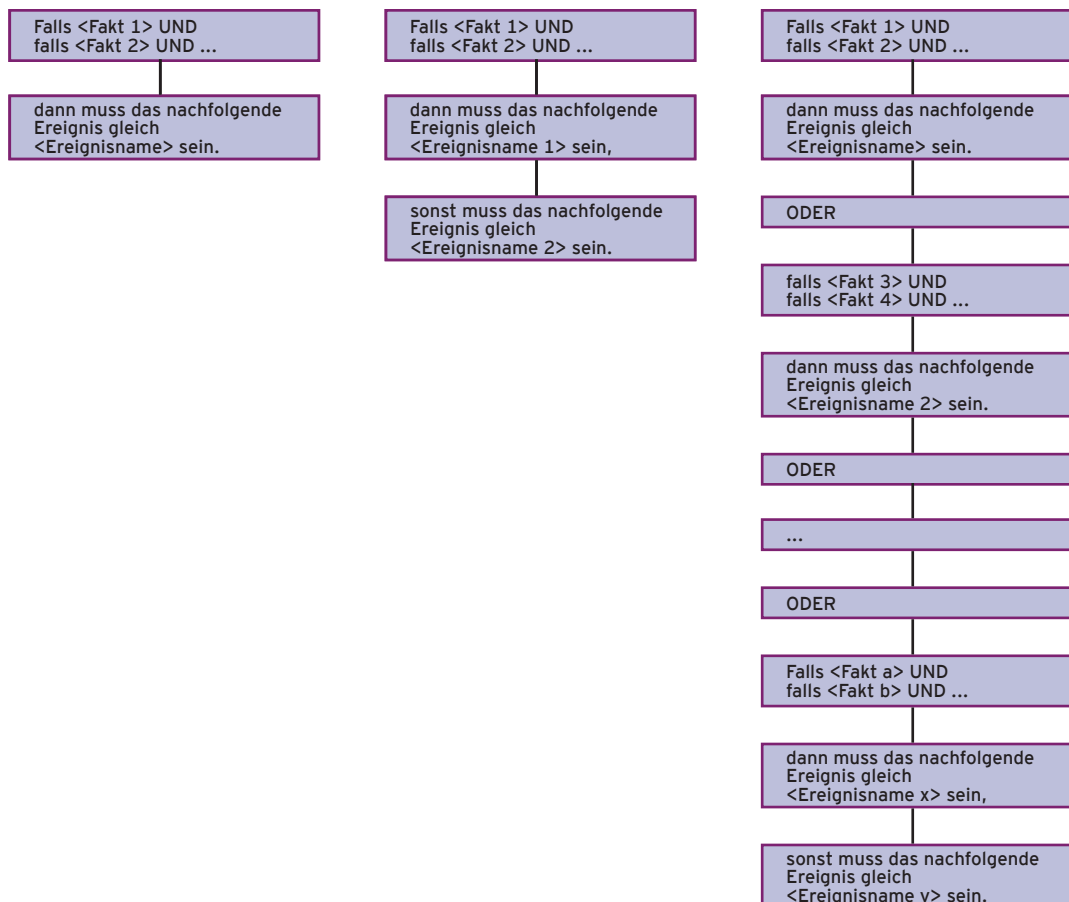 Falls <Fakt 1> UND
falls <Fakt 2> UND ...
dann muss das nachfolgende
Ereignis gleich
<Ereignisname> sein.
Falls <Fakt 1> UND
falls <Fakt 2> UND ...
dann muss das nachfolgende
Ereignis gleich
<Ereignisname 1> sein,
sonst muss das nachfolgende
Ereignis gleich
<Ereignisname 2> sein.
Falls <Fakt 1> UND
falls <Fakt 2> UND ...
dann muss das nachfolgende
Ereignis gleich
<Ereignisname> sein.
ODER
falls <Fakt 3> UND
falls <Fakt 4> UND ...
dann muss das nachfolgende
Ereignis gleich
<Ereignisname 2> sein.
ODER
...
ODER
Falls <Fakt a> UND
falls <Fakt b> UND ...
dann muss das nachfolgende
Ereignis gleich
<Ereignisname x> sein,
sonst muss das nachfolgende
Ereignis gleich
<Ereignisname y> sein.